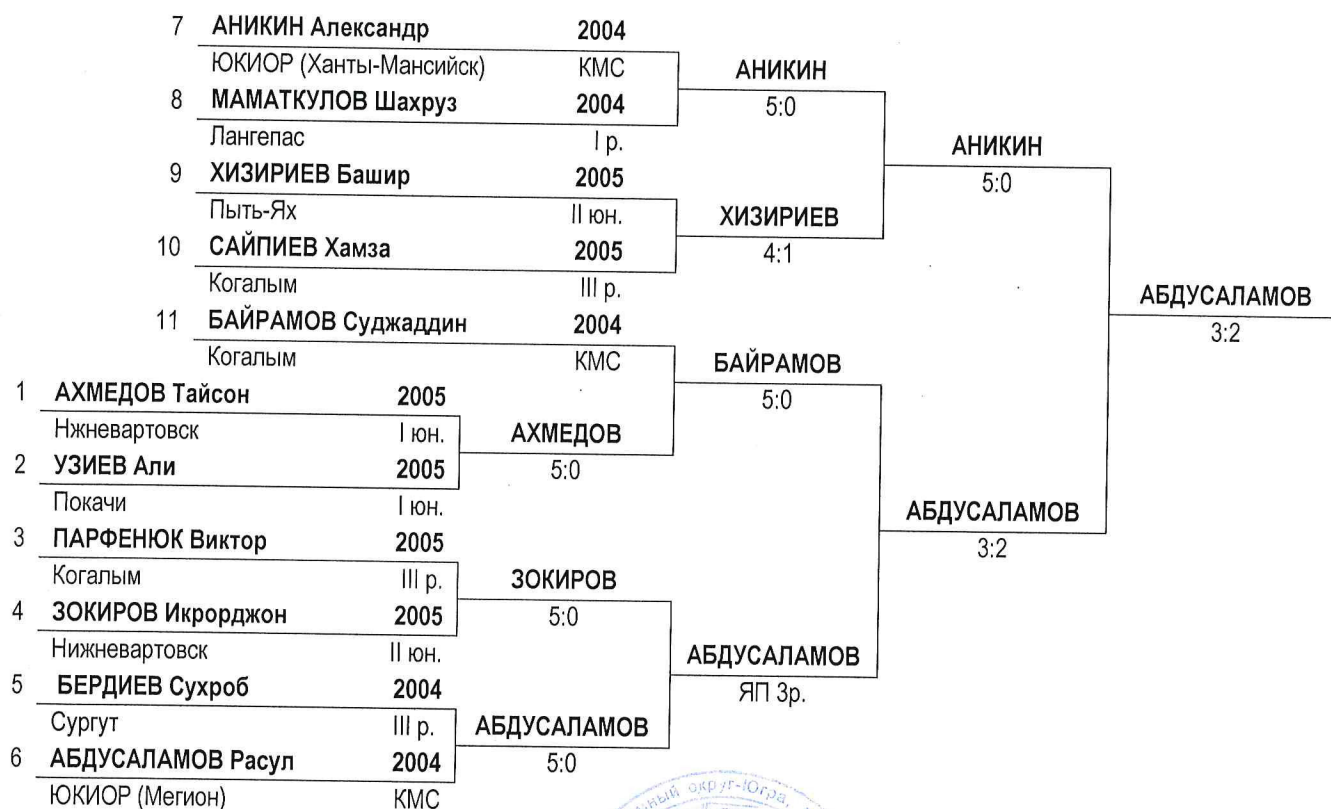 7 АНИКИН Александр 2004
ЮКИОР (Ханты-Мансийск) КМС
АНИКИН
8 МАМАТКУЛОВ Шахруз 2004
5:0
Лангепас I р.
АНИКИН
9 ХИЗИРИЕВ Башир 2005
5:0
Пыть-Ях II юн.
ХИЗИРИЕВ
10 САЙПИЕВ Хамза 2005
4:1
Когалым III р.
АБДУСАЛАМОВ
11 БАЙРАМОВ Суджаддин 2004
3:2
Когалым КМС
БАЙРАМОВ
1 АХМЕДОВ Тайсон 2005
5:0
Нжневартовск I юн.
АХМЕДОВ
2 УЗИЕВ Али 2005
5:0
Покачи I юн.
АБДУСАЛАМОВ
3 ПАРФЕНЮК Виктор 2005
3:2
Когалым III р.
ЗОКИРОВ
4 ЗОКИРОВ Икрорджон 2005
5:0
Нижневартовск II юн.
АБДУСАЛАМОВ
5 БЕРДИЕВ Сухроб 2004
ЯП 3р.
Сургут III р.
АБДУСАЛАМОВ
6 АБДУСАЛАМОВ Расул 2004
5:0
ЮКИОР (Мегион) КМС
округ-Югра,